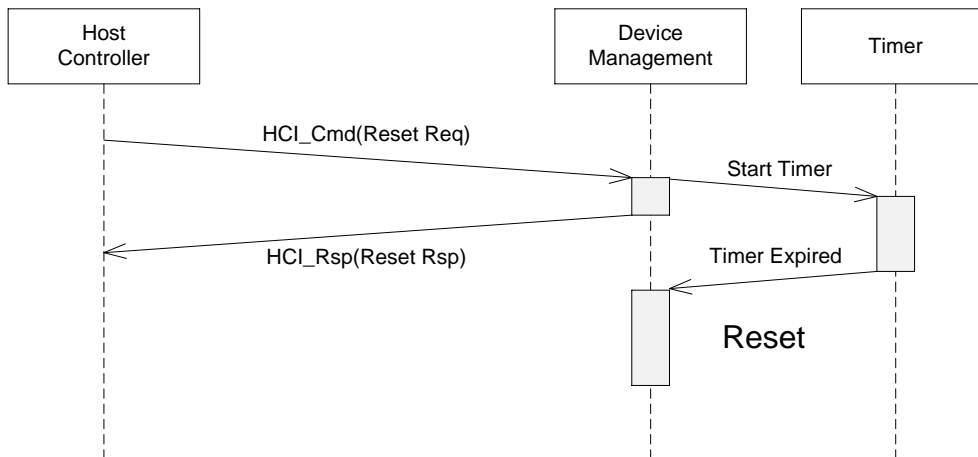 Host
Controller
Device
Management
Timer
HCI_Cmd(Reset Req)
Start Timer
HCI_Rsp(Reset Rsp)
Timer Expired
Reset